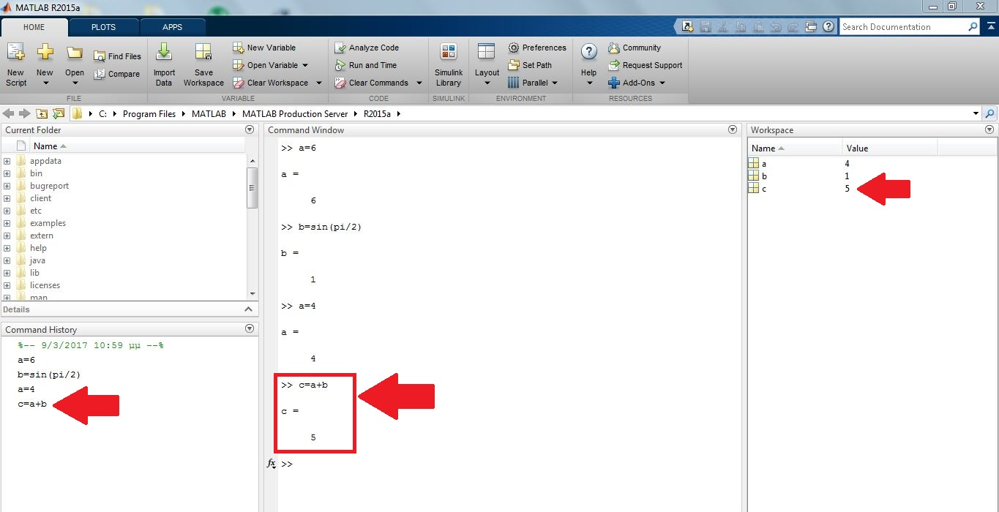 MATLAB R2015a
HOME PLOTS APPS
Search Documentation
New Script
New
Open
Find Files
Compare
FILE
Import Data
Save Workspace
New Variable
Open Variable
Clear Workspace
VARIABLE
Analyze Code
Run and Time
Clear Commands
CODE
Simulink Library
SIMULINK
Layout
Preferences
Set Path
Parallel
ENVIRONMENT
Help
Community
Request Support
Add-Ons
RESOURCES
C: Program Files MATLAB MATLAB Production Server R2015a
Current Folder
Name
appdata
bin
bugreport
client
etc
examples
extern
help
java
lib
licenses
man
Details
Command History
%-- 9/3/2017 10:59 μμ --%
a=6
b=sin(pi/2)
a=4
c=a+b
Command Window
>> a=6
a =
6
>> b=sin(pi/2)
b =
1
>> a=4
a =
4
>> c=a+b
c =
5
fx >>
Workspace
Name Value
a 4
b 1
c 5